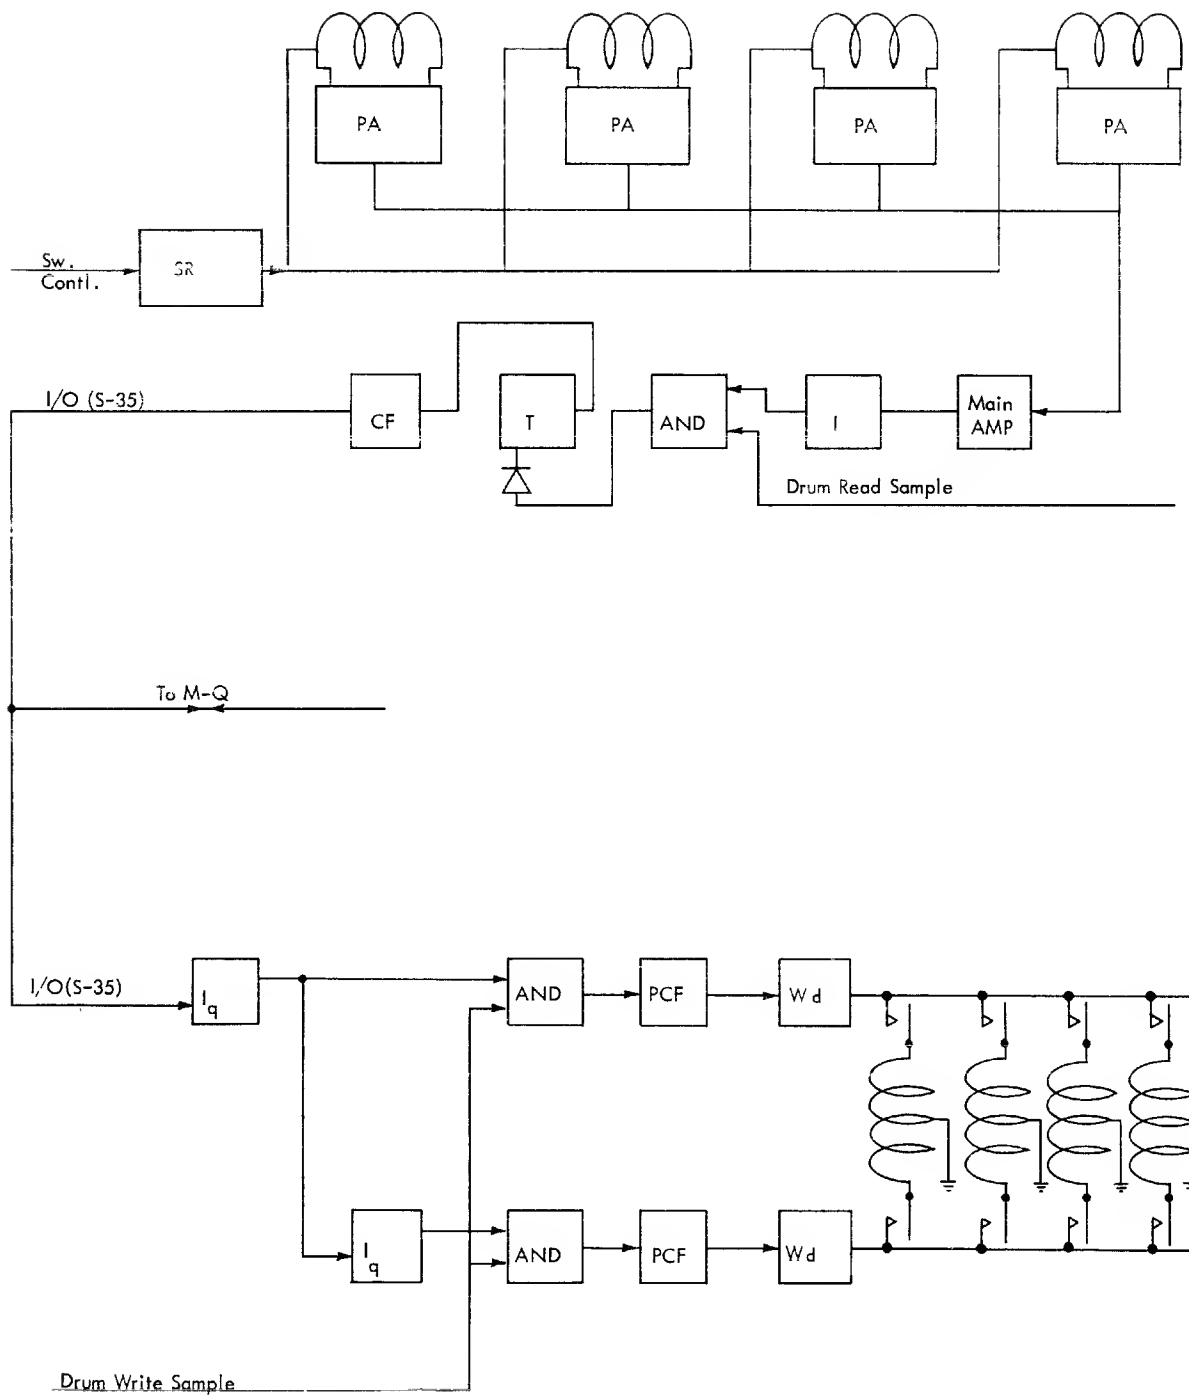 PA PA PA PA
Sw.
Contl.
SR
I/O (S-35)
CF
T
AND
I
Main
AMP
Drum Read Sample
To M-Q
I/O(S-35)
Iq
AND
PCF
Wd
Iq
AND
PCF
Wd
Drum Write Sample